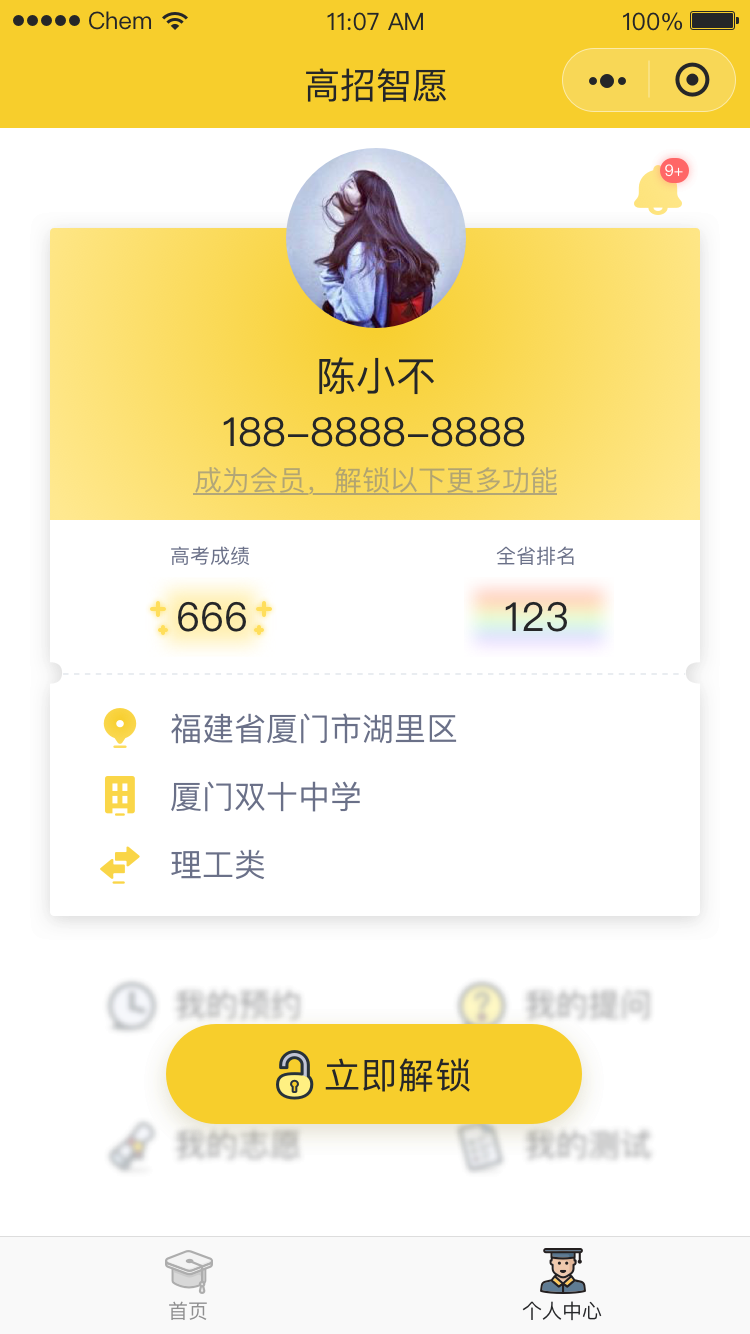 Chem 11:07 AM 100%
高招智愿
9+
陈小不
188-8888-8888
成为会员，解锁以下更多功能
高考成绩 全省排名
666 123
福建省厦门市湖里区
厦门双十中学
理工类
我的预约 我的提问
立即解锁
我的志愿 我的测试
首页 个人中心